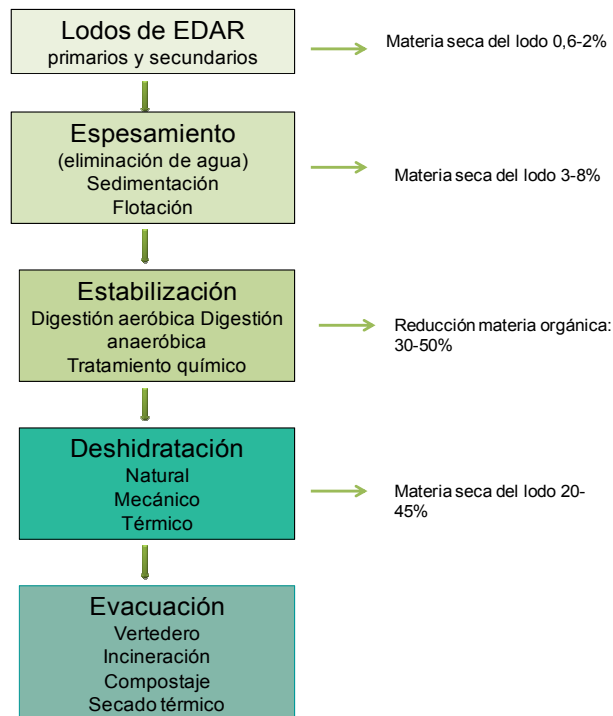 Lodos de EDAR
primarios y secundarios
Materia seca del lodo 0,6-2%
Espesamiento
(eliminación de agua)
Sedimentación
Flotación
Materia seca del lodo 3-8%
Estabilización
Digestión aeróbica Digestión
anaeróbica
Tratamiento químico
Reducción materia orgánica:
30-50%
Deshidratación
Natural
Mecánico
Térmico
Materia seca del lodo 20-
45%
Evacuación
Vertedero
Incineración
Compostaje
Secado térmico